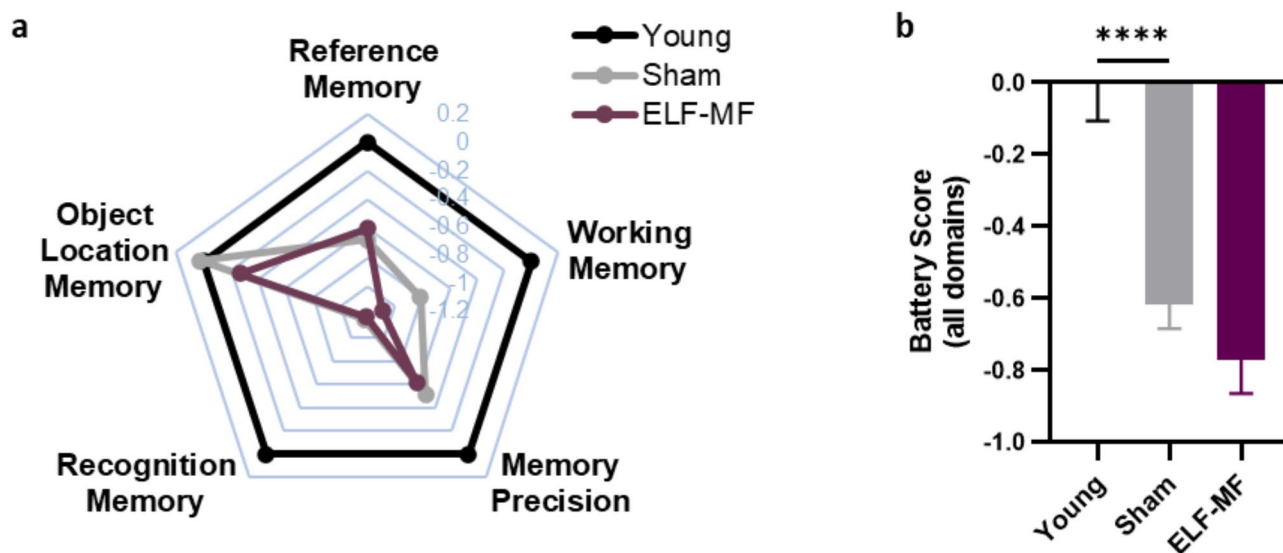 a
Reference
Memory
Young
Sham
ELF-MF
0.2
0
-0.2
-0.4
-0.6
-0.8
-1
-1.2
Object
Location
Memory
Working
Memory
Recognition
Memory
Memory
Precision
b
****
Battery Score
(all domains)
0.0
-0.2
-0.4
-0.6
-0.8
-1.0
Young
Sham
ELF-MF